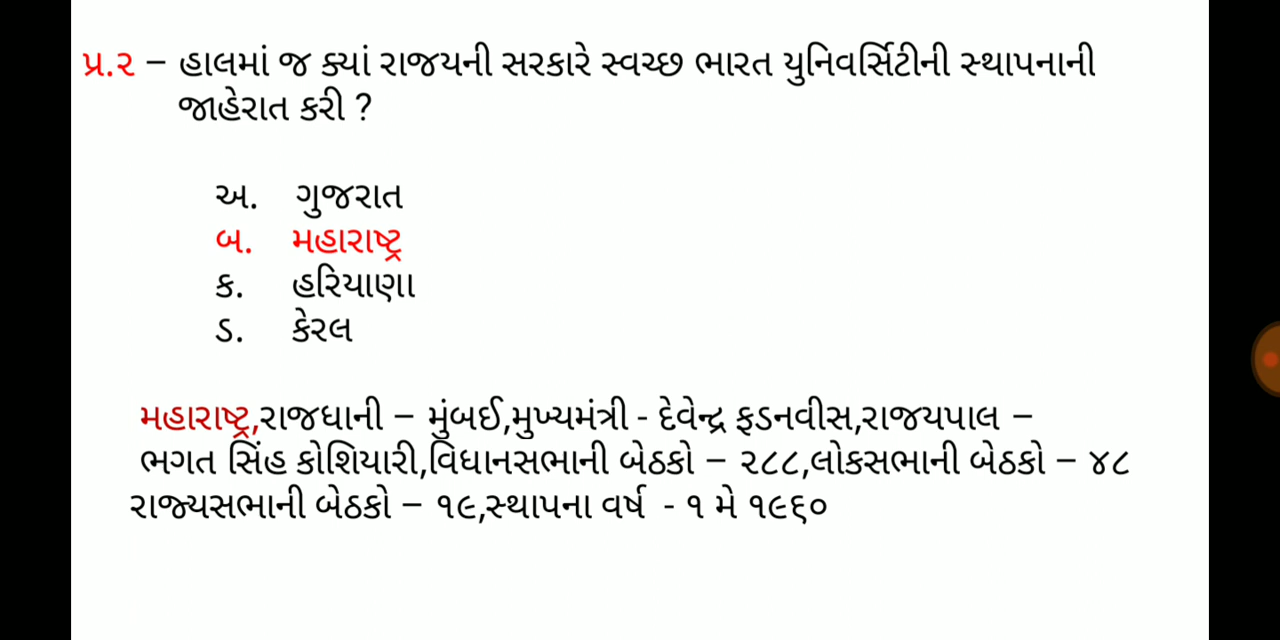 પ્ર.૨ – હાલમાં જ ક્યાં રાજયની સરકારે સ્વચ્છ ભારત યુનિવર્સિટીની સ્થાપનાની
જાહેરાત કરી ?
અ. ગુજરાત
બ. મહારાષ્ટ્ર
ક. હરિયાણા
ડ. કેરલ
મહારાષ્ટ્ર,રાજધાની – મુંબઈ,મુખ્યમંત્રી - દેવેન્દ્ર ફડનવીસ,રાજયપાલ –
ભગત સિંહ કોશિયારી,વિધાનસભાની બેઠકો – ૨૮૮,લોકસભાની બેઠકો – ૪૮
રાજ્યસભાની બેઠકો – ૧૯,સ્થાપના વર્ષ - ૧ મે ૧૯૬૦